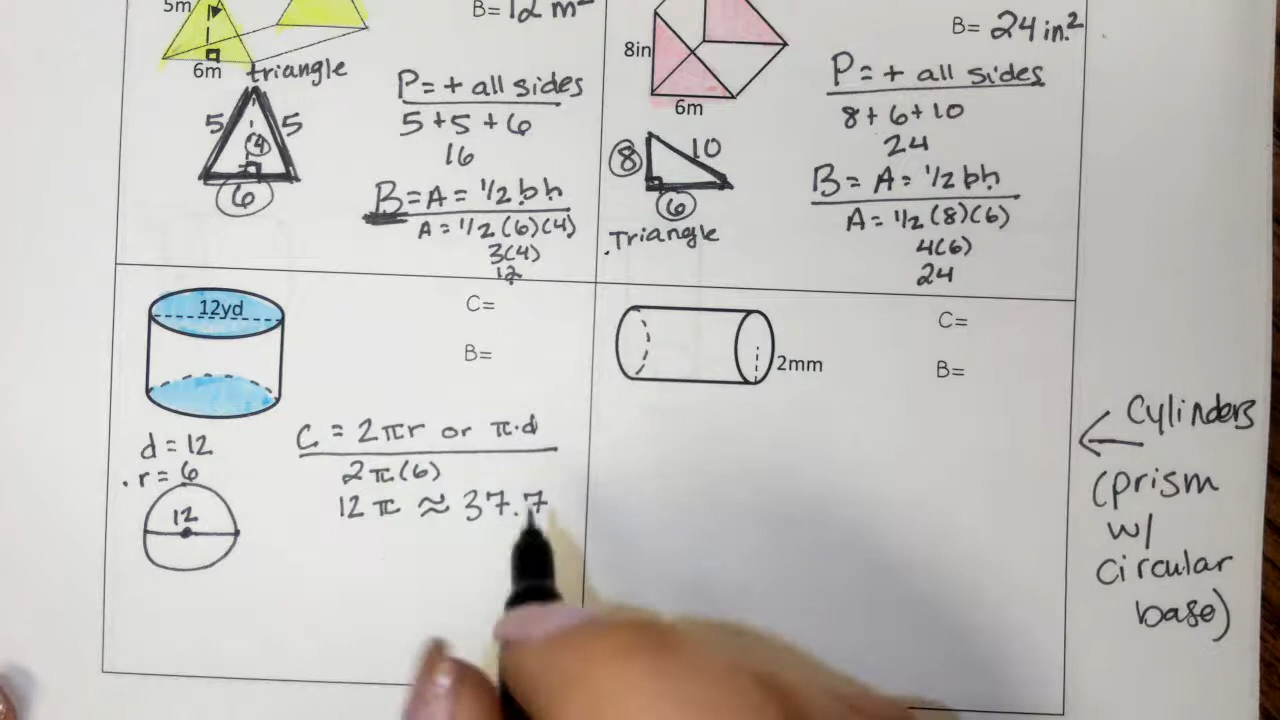 5m
6m
B= 12 m²
triangle
5
5
4
6
P = + all sides
5 + 5 + 6
16
B = A = 1/2 bh
A = 1/2 (6)(4)
3(4)
12
8in
6m
B= 24 in.²
P = + all sides
8 + 6 + 10
24
8
10
6
Triangle
B = A = 1/2 bh
A = 1/2 (8)(6)
4(6)
24
12yd
C=
B=
d = 12
r = 6
12
C = 2πr or π·d
2π(6)
12π ≈ 37.7
2mm
C=
B=
Cylinders
(prism
w/
circular
base)